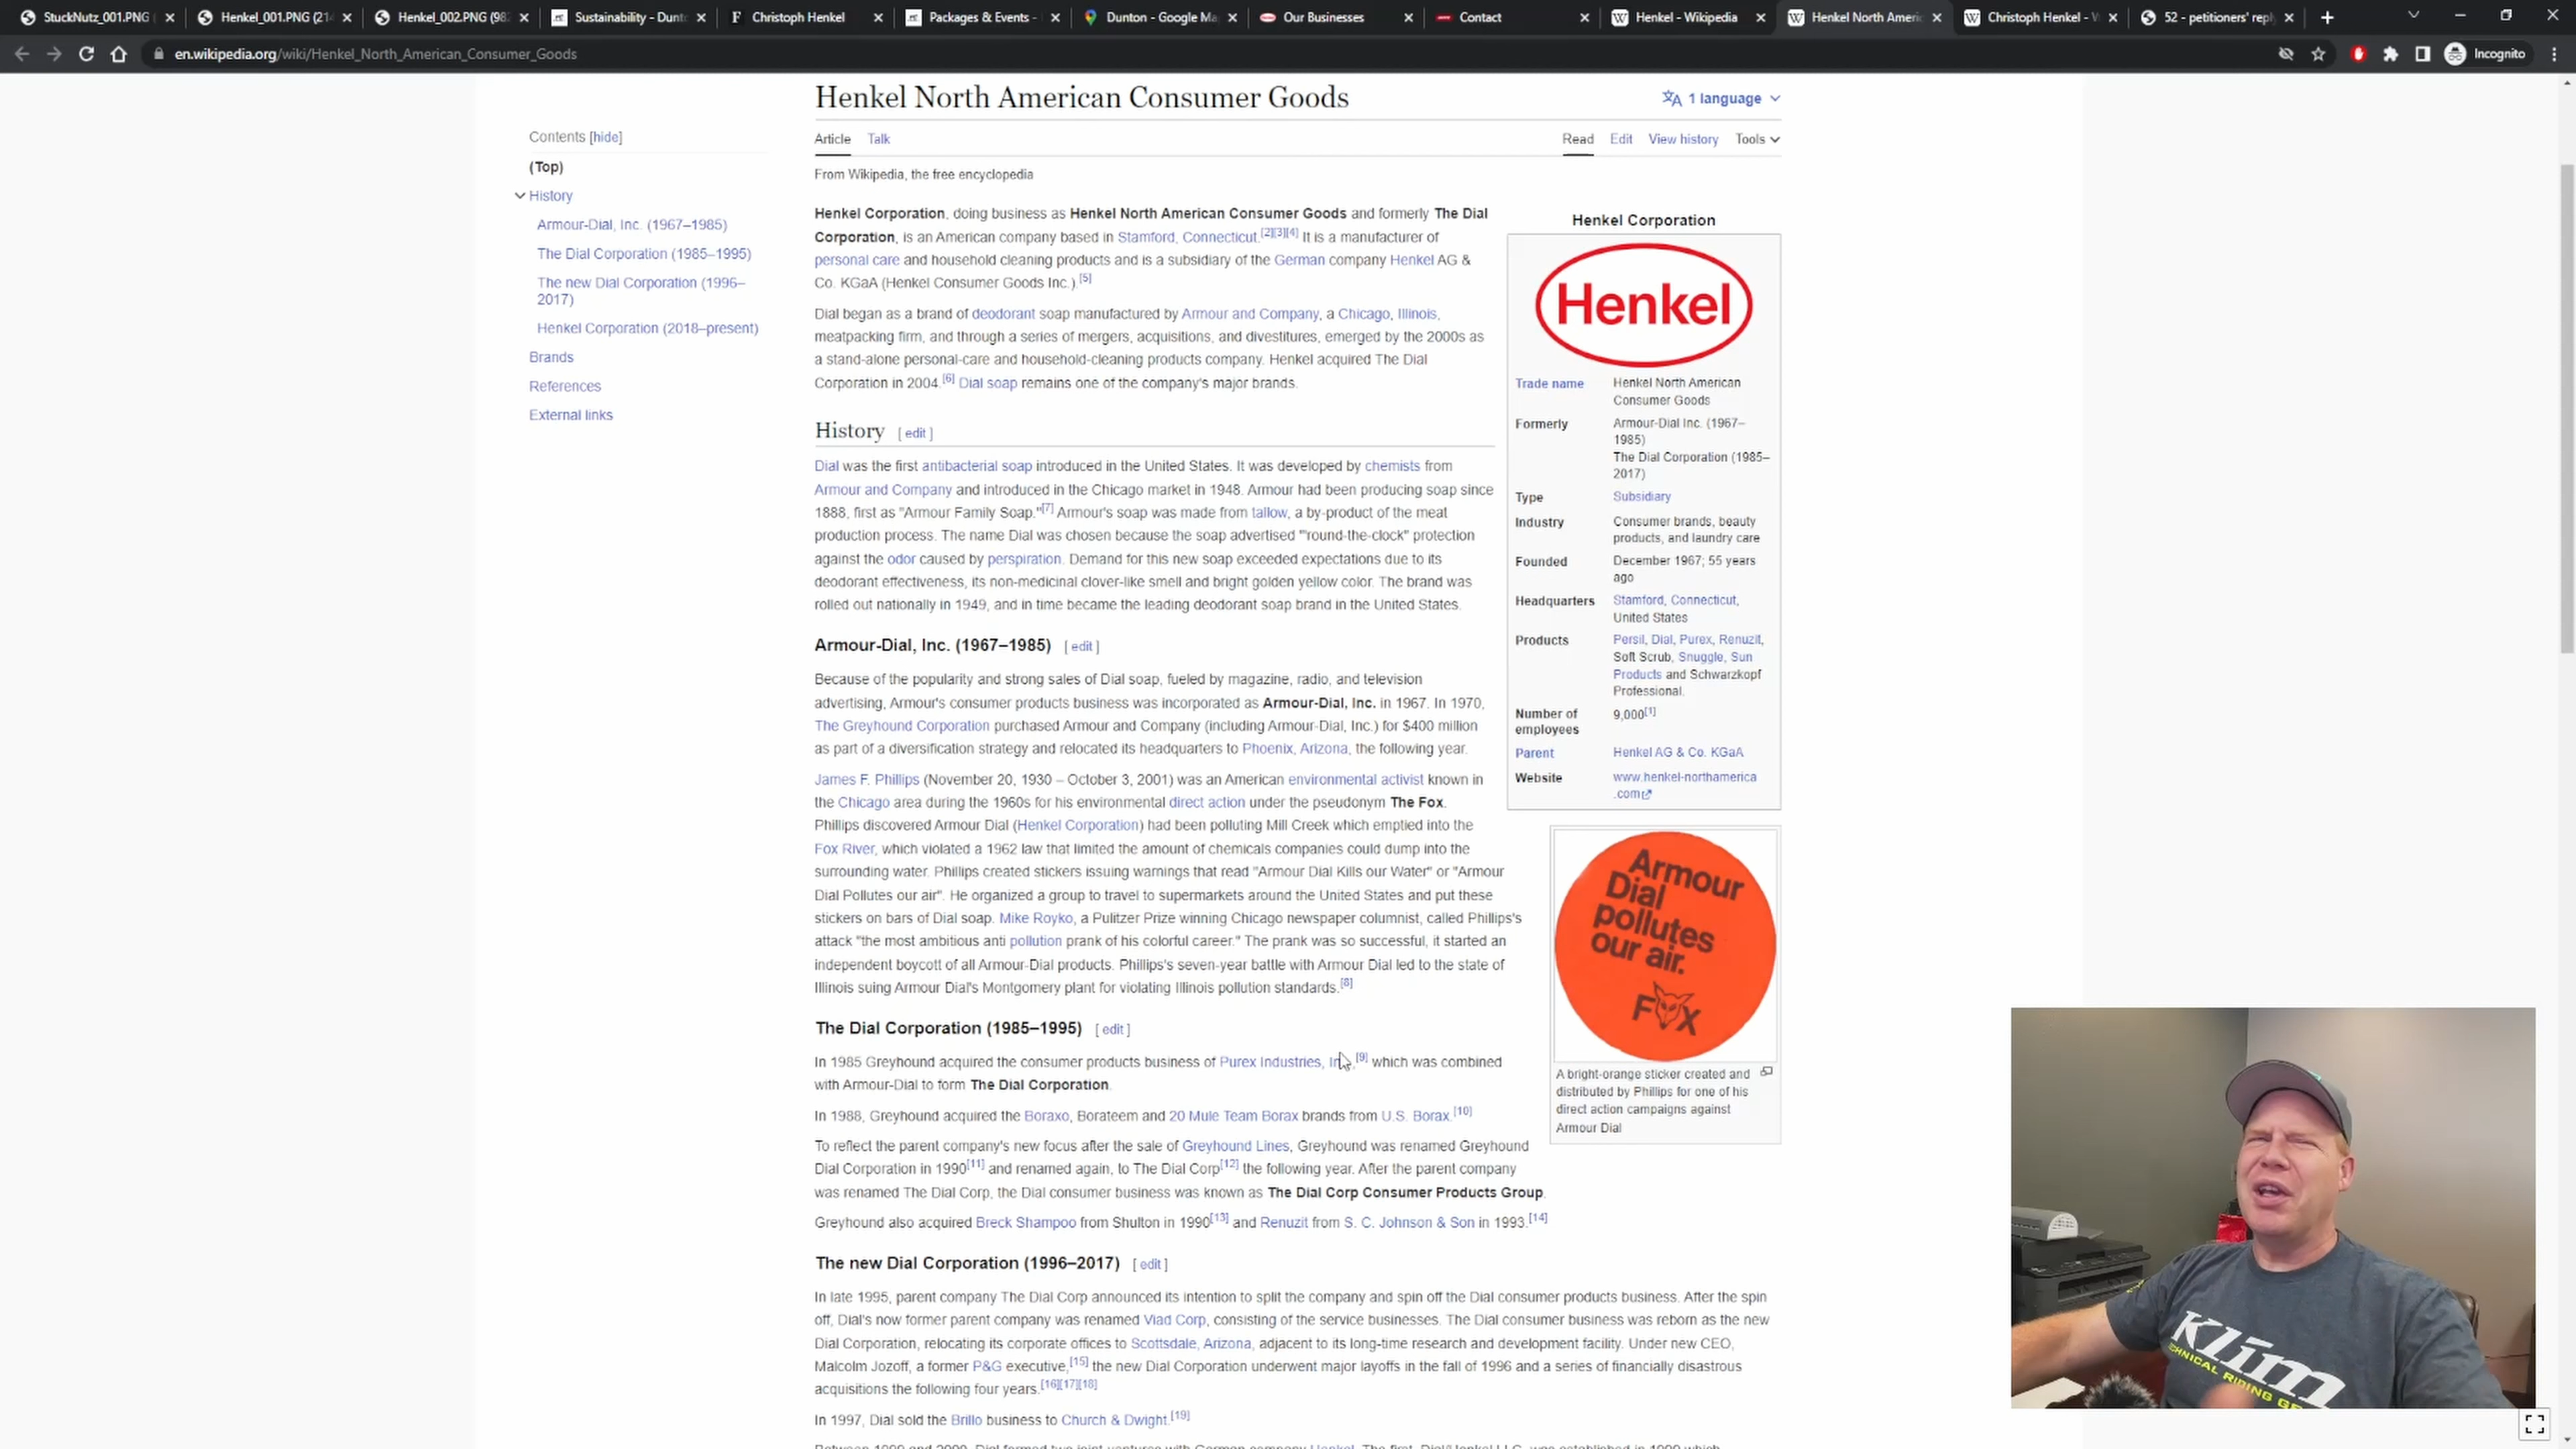 StuckNutz_001.PNG
Henkel_001.PNG (21
Henkel_002.PNG (98
Sustainability - Dunt
Christoph Henkel
Packages & Events -
Dunton - Google Ma
Our Businesses
Contact
Henkel - Wikipedia
Henkel North Americ
Christoph Henkel - W
52 - petitioners' repl
en.wikipedia.org/wiki/Henkel_North_American_Consumer_Goods
Incognito
Henkel North American Consumer Goods
1 language
Contents [hide]
(Top)
History
Armour-Dial, Inc. (1967–1985)
The Dial Corporation (1985–1995)
The new Dial Corporation (1996–
2017)
Henkel Corporation (2018–present)
Brands
References
External links
Article Talk
Read Edit View history Tools
From Wikipedia, the free encyclopedia
Henkel Corporation, doing business as Henkel North American Consumer Goods and formerly The Dial
Corporation, is an American company based in Stamford, Connecticut.[2][3][4] It is a manufacturer of
personal care and household cleaning products and is a subsidiary of the German company Henkel AG &
Co. KGaA (Henkel Consumer Goods Inc.).[5]
Dial began as a brand of deodorant soap manufactured by Armour and Company, a Chicago, Illinois,
meatpacking firm, and through a series of mergers, acquisitions, and divestitures, emerged by the 2000s as
a stand-alone personal-care and household-cleaning products company. Henkel acquired The Dial
Corporation in 2004.[6] Dial soap remains one of the company's major brands.
History [ edit ]
Dial was the first antibacterial soap introduced in the United States. It was developed by chemists from
Armour and Company and introduced in the Chicago market in 1948. Armour had been producing soap since
1888, first as "Armour Family Soap."[7] Armour's soap was made from tallow, a by-product of the meat
production process. The name Dial was chosen because the soap advertised "'round-the-clock" protection
against the odor caused by perspiration. Demand for this new soap exceeded expectations due to its
deodorant effectiveness, its non-medicinal clover-like smell and bright golden yellow color. The brand was
rolled out nationally in 1949, and in time became the leading deodorant soap brand in the United States.
Armour-Dial, Inc. (1967–1985) [ edit ]
Because of the popularity and strong sales of Dial soap, fueled by magazine, radio, and television
advertising, Armour's consumer products business was incorporated as Armour-Dial, Inc. in 1967. In 1970,
The Greyhound Corporation purchased Armour and Company (including Armour-Dial, Inc.) for $400 million
as part of a diversification strategy and relocated its headquarters to Phoenix, Arizona, the following year.
James F. Phillips (November 20, 1930 – October 3, 2001) was an American environmental activist known in
the Chicago area during the 1960s for his environmental direct action under the pseudonym The Fox.
Phillips discovered Armour Dial (Henkel Corporation) had been polluting Mill Creek which emptied into the
Fox River, which violated a 1962 law that limited the amount of chemicals companies could dump into the
surrounding water. Phillips created stickers issuing warnings that read "Armour Dial Kills our Water" or "Armour
Dial Pollutes our air". He organized a group to travel to supermarkets around the United States and put these
stickers on bars of Dial soap. Mike Royko, a Pulitzer Prize winning Chicago newspaper columnist, called Phillips's
attack "the most ambitious anti pollution prank of his colorful career." The prank was so successful, it started an
independent boycott of all Armour-Dial products. Phillips's seven-year battle with Armour Dial led to the state of
Illinois suing Armour Dial's Montgomery plant for violating Illinois pollution standards.[8]
The Dial Corporation (1985–1995) [ edit ]
In 1985 Greyhound acquired the consumer products business of Purex Industries, In ,[9] which was combined
with Armour-Dial to form The Dial Corporation.
In 1988, Greyhound acquired the Boraxo, Borateem and 20 Mule Team Borax brands from U.S. Borax.[10]
To reflect the parent company's new focus after the sale of Greyhound Lines, Greyhound was renamed Greyhound
Dial Corporation in 1990[11] and renamed again, to The Dial Corp[12] the following year. After the parent company
was renamed The Dial Corp, the Dial consumer business was known as The Dial Corp Consumer Products Group.
Greyhound also acquired Breck Shampoo from Shulton in 1990[13] and Renuzit from S. C. Johnson & Son in 1993.[14]
The new Dial Corporation (1996–2017) [ edit ]
In late 1995, parent company The Dial Corp announced its intention to split the company and spin off the Dial consumer products business. After the spin
off, Dial's now former parent company was renamed Viad Corp, consisting of the service businesses. The Dial consumer business was reborn as the new
Dial Corporation, relocating its corporate offices to Scottsdale, Arizona, adjacent to its long-time research and development facility. Under new CEO,
Malcolm Jozoff, a former P&G executive,[15] the new Dial Corporation underwent major layoffs in the fall of 1996 and a series of financially disastrous
acquisitions the following four years.[16][17][18]
In 1997, Dial sold the Brillo business to Church & Dwight.[19]
Henkel Corporation
Henkel
Trade name Henkel North American
Consumer Goods
Formerly Armour-Dial Inc. (1967–
1985)
The Dial Corporation (1985–
2017)
Type Subsidiary
Industry Consumer brands, beauty
products, and laundry care
Founded December 1967; 55 years
ago
Headquarters Stamford, Connecticut,
United States
Products Persil, Dial, Purex, Renuzit,
Soft Scrub, Snuggle, Sun
Products and Schwarzkopf
Professional.
Number of
employees 9,000[1]
Parent Henkel AG & Co. KGaA
Website www.henkel-northamerica
.com
Armour
Dial
pollutes
our air.
FOX
A bright-orange sticker created and
distributed by Phillips for one of his
direct action campaigns against
Armour Dial
Klim
TECHNICAL RIDING GE